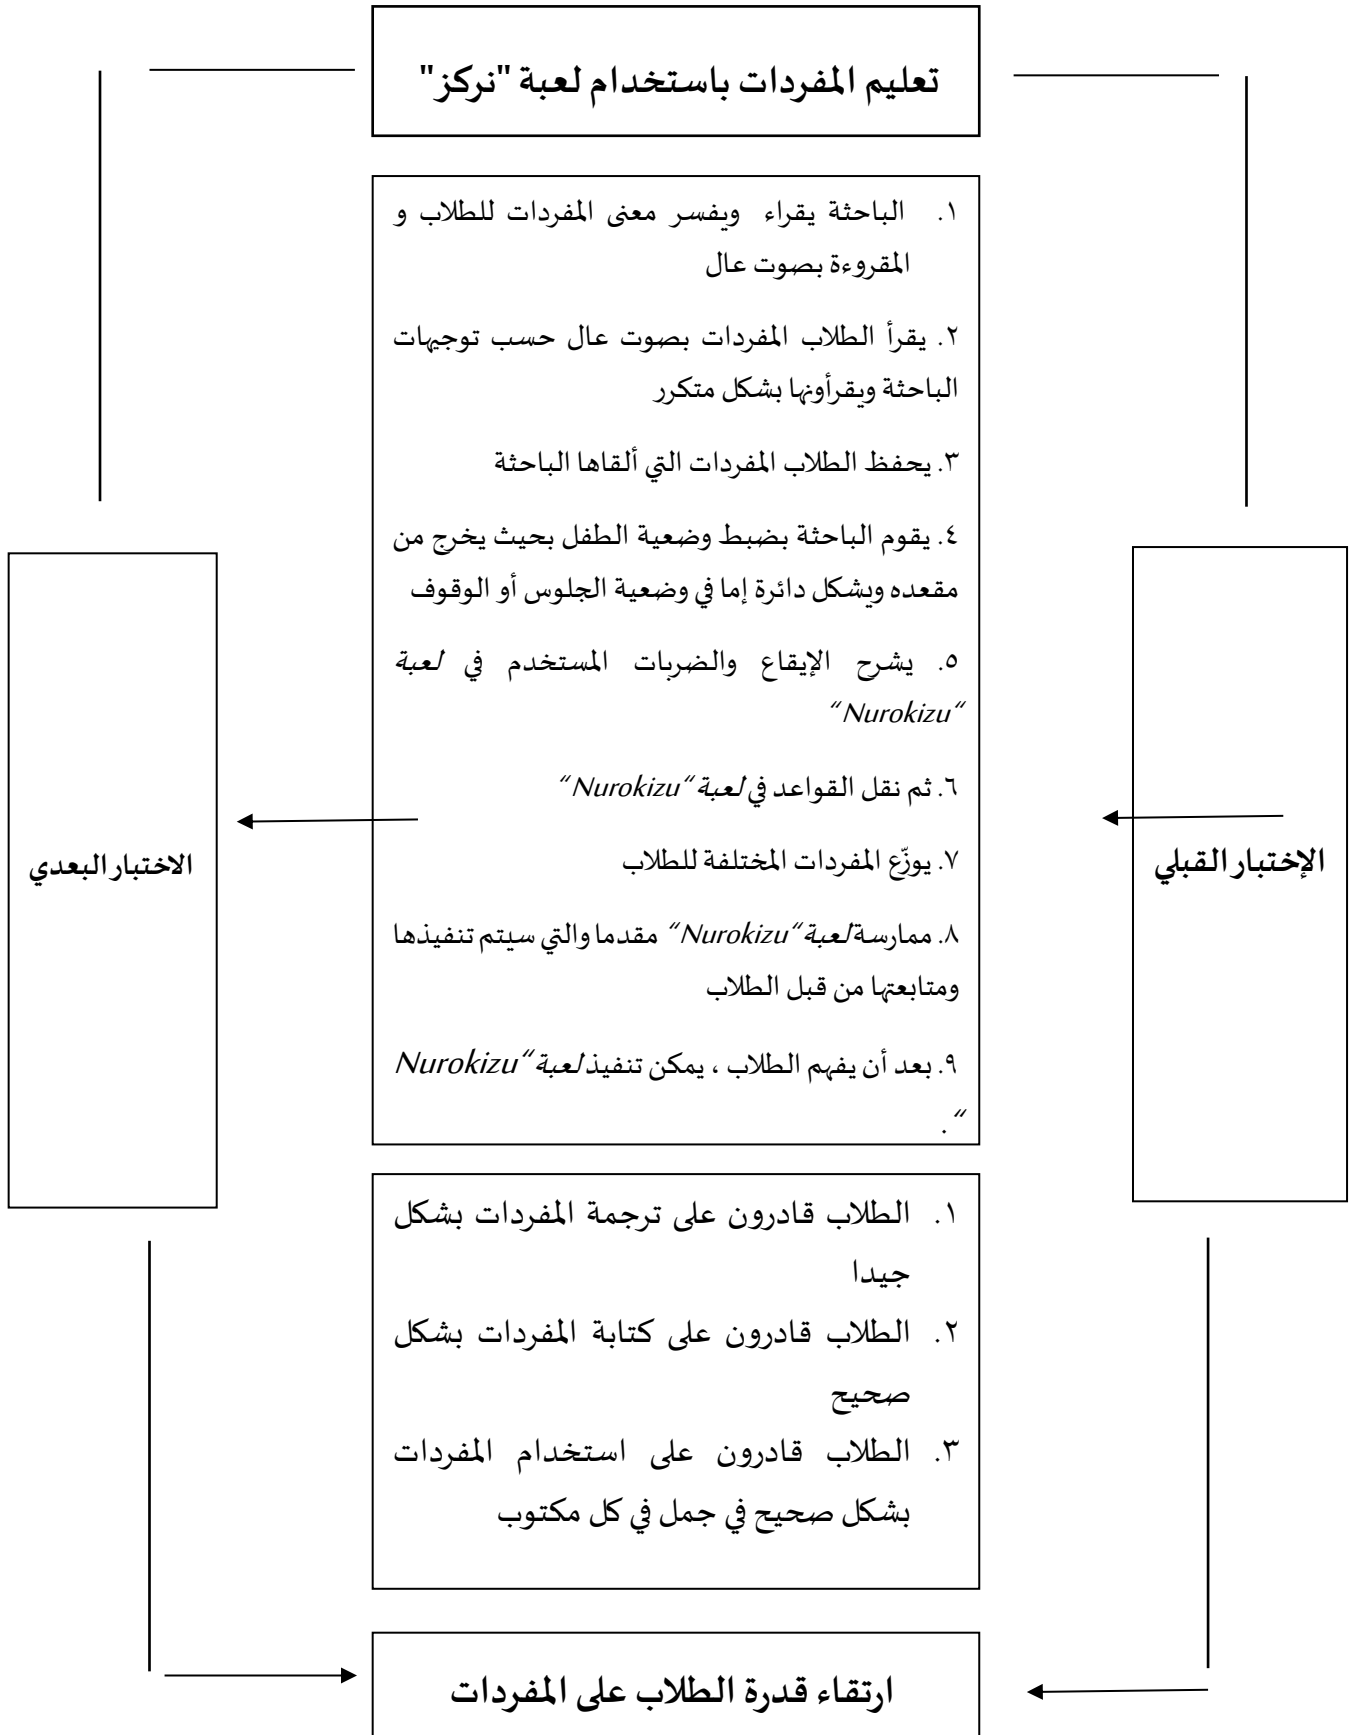 تعليم المفردات باستخدام لعبة "نركز"
١. الباحثة يقراء ويفسر معنى المفردات للطلاب و
المقروءة بصوت عال
٢. يقرأ الطلاب المفردات بصوت عال حسب توجيهات
الباحثة ويقرأونها بشكل متكرر
٣. يحفظ الطلاب المفردات التي ألقاها الباحثة
٤. يقوم الباحثة بضبط وضعية الطفل بحيث يخرج من
مقعده ويشكل دائرة إما في وضعية الجلوس أو الوقوف
٥. يشرح الإيقاع والضربات المستخدم في لعبة
“Nurokizu”
٦. ثم نقل القواعد في لعبة “Nurokizu”
٧. يوزّع المفردات المختلفة للطلاب
٨. ممارسة لعبة “Nurokizu” مقدما والتي سيتم تنفيذها
ومتابعتها من قبل الطلاب
٩. بعد أن يفهم الطلاب ، يمكن تنفيذ لعبة “Nurokizu
”.
الإختبار القبلي
الاختبار البعدي
١. الطلاب قادرون على ترجمة المفردات بشكل
جيدا
٢. الطلاب قادرون على كتابة المفردات بشكل
صحيح
٣. الطلاب قادرون على استخدام المفردات
بشكل صحيح في جمل في كل مكتوب
ارتقاء قدرة الطلاب على المفردات